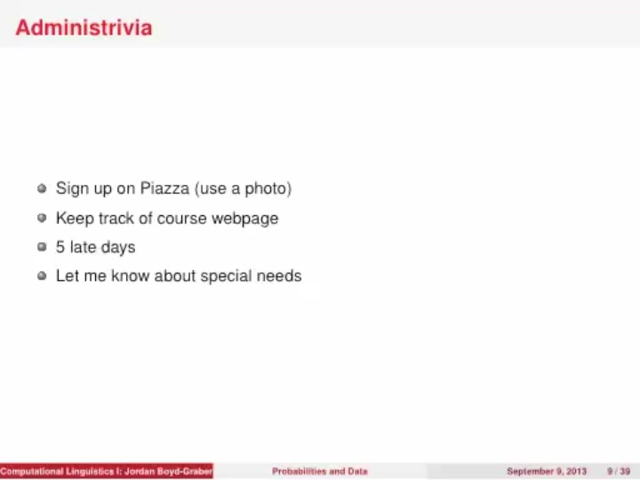 Administrivia
Sign up on Piazza (use a photo)
Keep track of course webpage
5 late days
Let me know about special needs
Computational Linguistics I: Jordan Boyd-Graber
Probabilities and Data
September 9, 2013
9 / 39